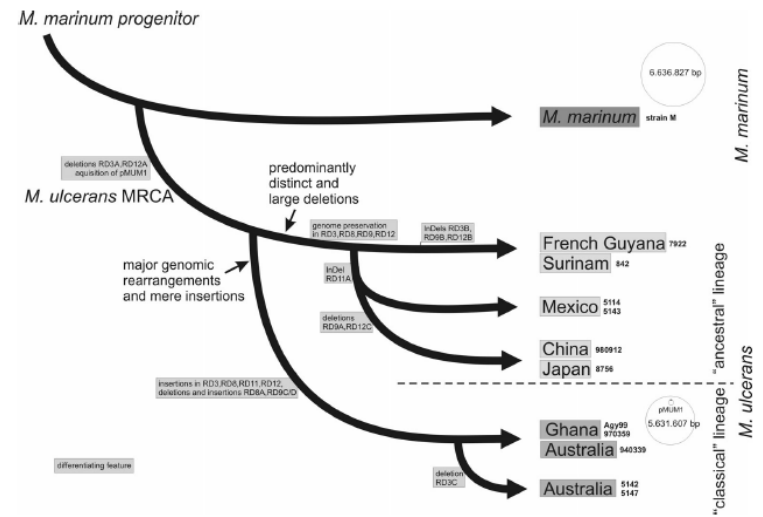 M. marinum progenitor
6.636.827 bp
M. marinum strain M
M. marinum
deletions RD3A,RD12A
aquisition of pMUM1
M. ulcerans MRCA
predominantly
distinct and
large deletions
genome preservation
in RD3,RD8,RD9,RD12
InDels RD3B,
RD9B,RD12B
French Guyana 7922
Surinam 842
major genomic
rearrangements
and mere insertions
InDel
RD11A
Mexico 5114
5143
deletions
RD9A,RD12C
China 980912
Japan 8756
"ancestral" lineage
M. ulcerans
insertions in RD3,RD8,RD11,RD12,
deletions and insertions RD8A,RD9C/D
pMUM1
5.631.607 bp
Ghana Agy99
970359
Australia 940339
"classical" lineage
differentiating feature
deletion
RD3C
Australia 5142
5147